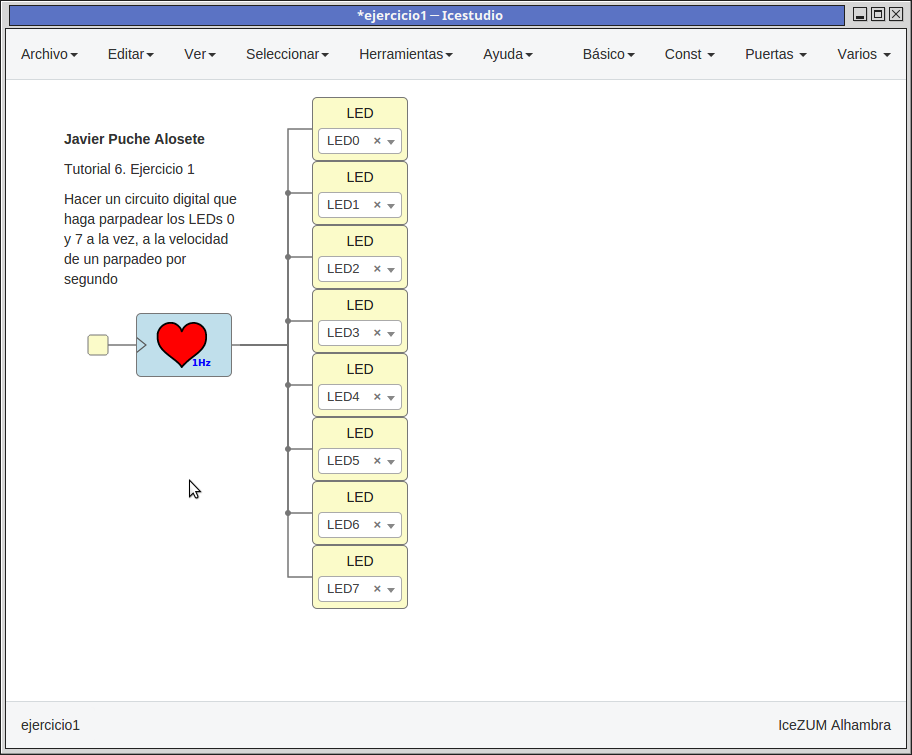 *ejercicio1 — Icestudio
Archivo Editar Ver Seleccionar Herramientas Ayuda Básico Const Puertas Varios
Javier Puche Alosete
Tutorial 6. Ejercicio 1
Hacer un circuito digital que
haga parpadear los LEDs 0
y 7 a la vez, a la velocidad
de un parpadeo por
segundo
1Hz
LED
LED0 ×
LED
LED1 ×
LED
LED2 ×
LED
LED3 ×
LED
LED4 ×
LED
LED5 ×
LED
LED6 ×
LED
LED7 ×
ejercicio1
IceZUM Alhambra